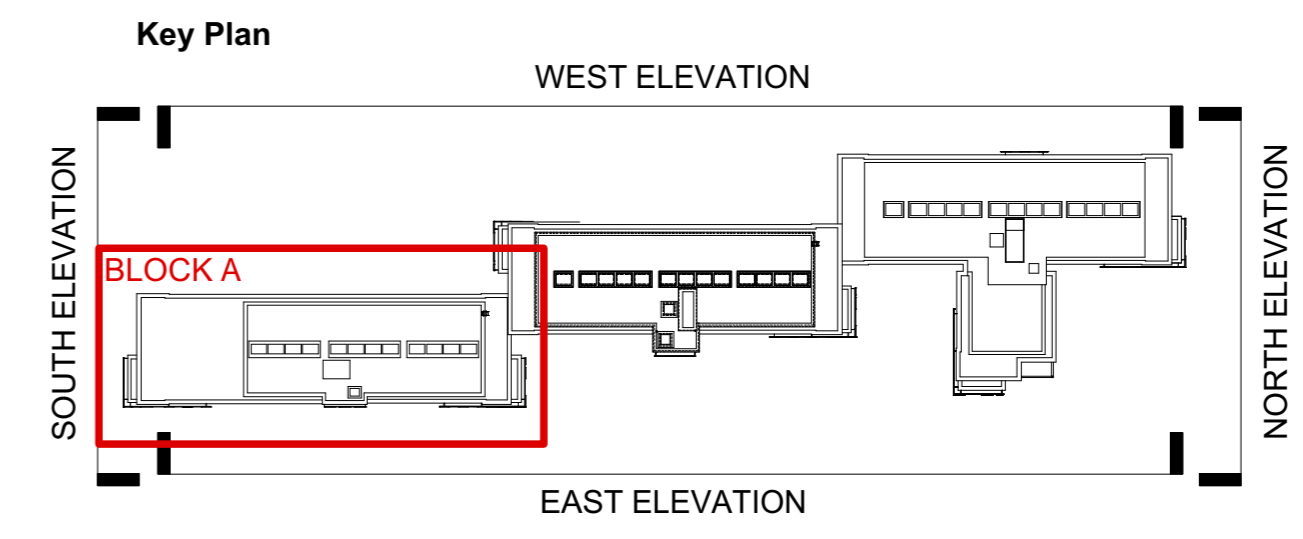 Key Plan
WEST ELEVATION
SOUTH ELEVATION
BLOCK A
NORTH ELEVATION
EAST ELEVATION